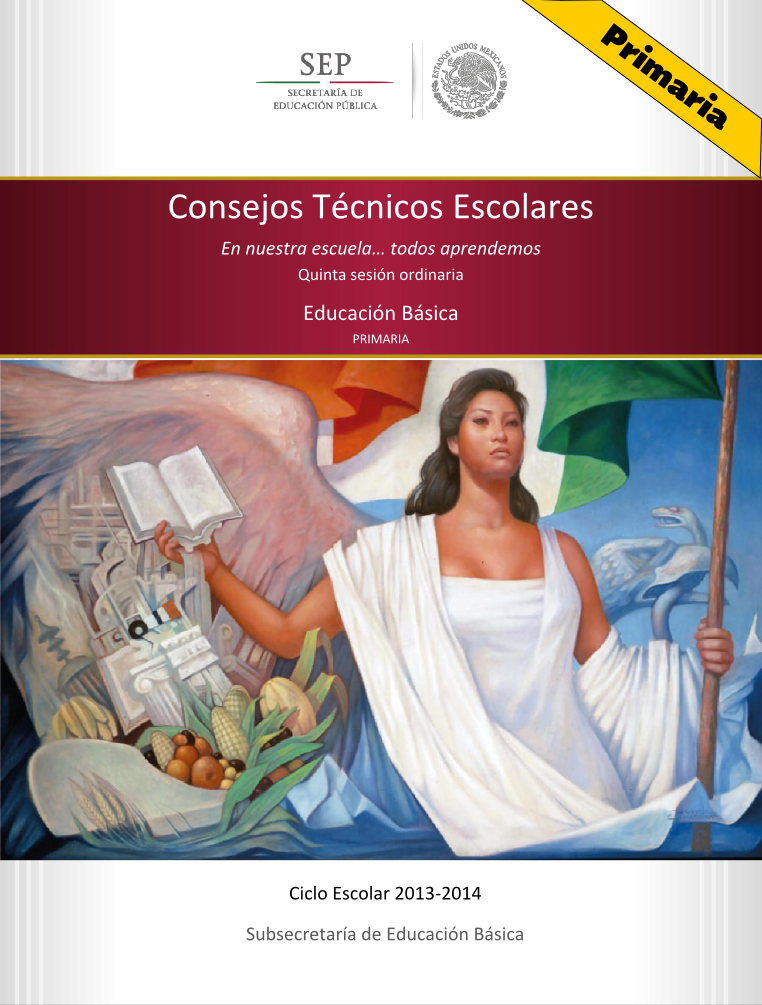 Primaria
SEP
SECRETARÍA DE
EDUCACIÓN PÚBLICA
ESTADOS UNIDOS MEXICANOS
Consejos Técnicos Escolares
En nuestra escuela... todos aprendemos
Quinta sesión ordinaria
Educación Básica
PRIMARIA
Ciclo Escolar 2013-2014
Subsecretaría de Educación Básica